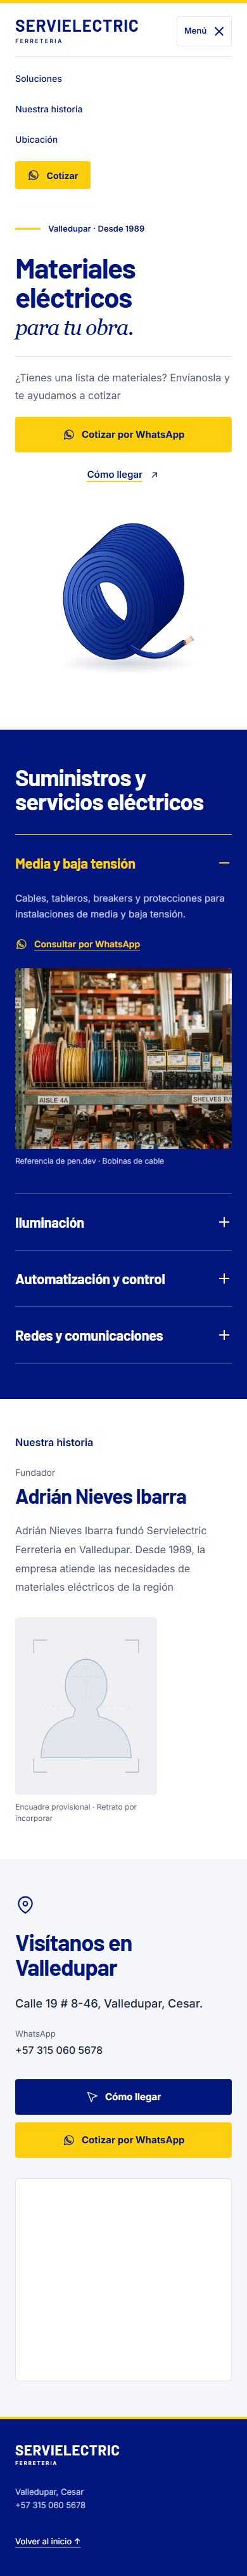 SERVIELECTRIC
FERRETERIA
Menú
Soluciones
Nuestra historia
Ubicación
Cotizar
Valledupar · Desde 1989
Materiales
eléctricos
para tu obra.
¿Tienes una lista de materiales? Envíanosla y
te ayudamos a cotizar
Cotizar por WhatsApp
Cómo llegar
Suministros y
servicios eléctricos
Media y baja tensión
Cables, tableros, breakers y protecciones para
instalaciones de media y baja tensión.
Consultar por WhatsApp
AISLE 4A
SHELVES
Referencia de pen.dev · Bobinas de cable
Iluminación
Automatización y control
Redes y comunicaciones
Nuestra historia
Fundador
Adrián Nieves Ibarra
Adrián Nieves Ibarra fundó Servielectric
Ferreteria en Valledupar. Desde 1989, la
empresa atiende las necesidades de
materiales eléctricos de la región
Encuadre provisional · Retrato por
incorporar
Visítanos en
Valledupar
Calle 19 # 8-46, Valledupar, Cesar.
WhatsApp
+57 315 060 5678
Cómo llegar
Cotizar por WhatsApp
SERVIELECTRIC
FERRETERIA
Valledupar, Cesar
+57 315 060 5678
Volver al inicio ↑